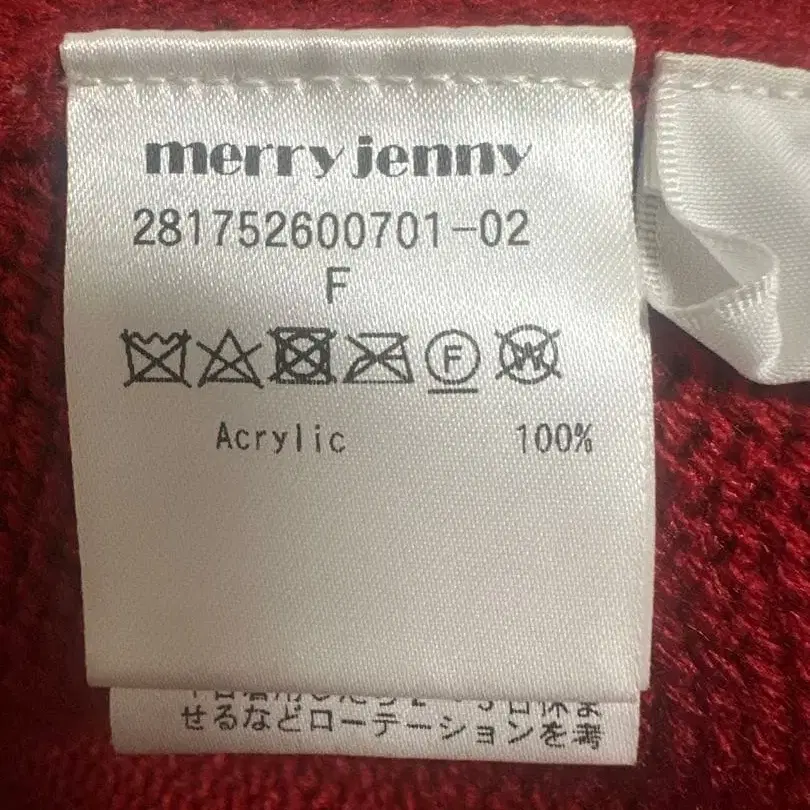 merry jenny
281752600701-02
F
F W
Acrylic 100%
せるなどローテーションを考